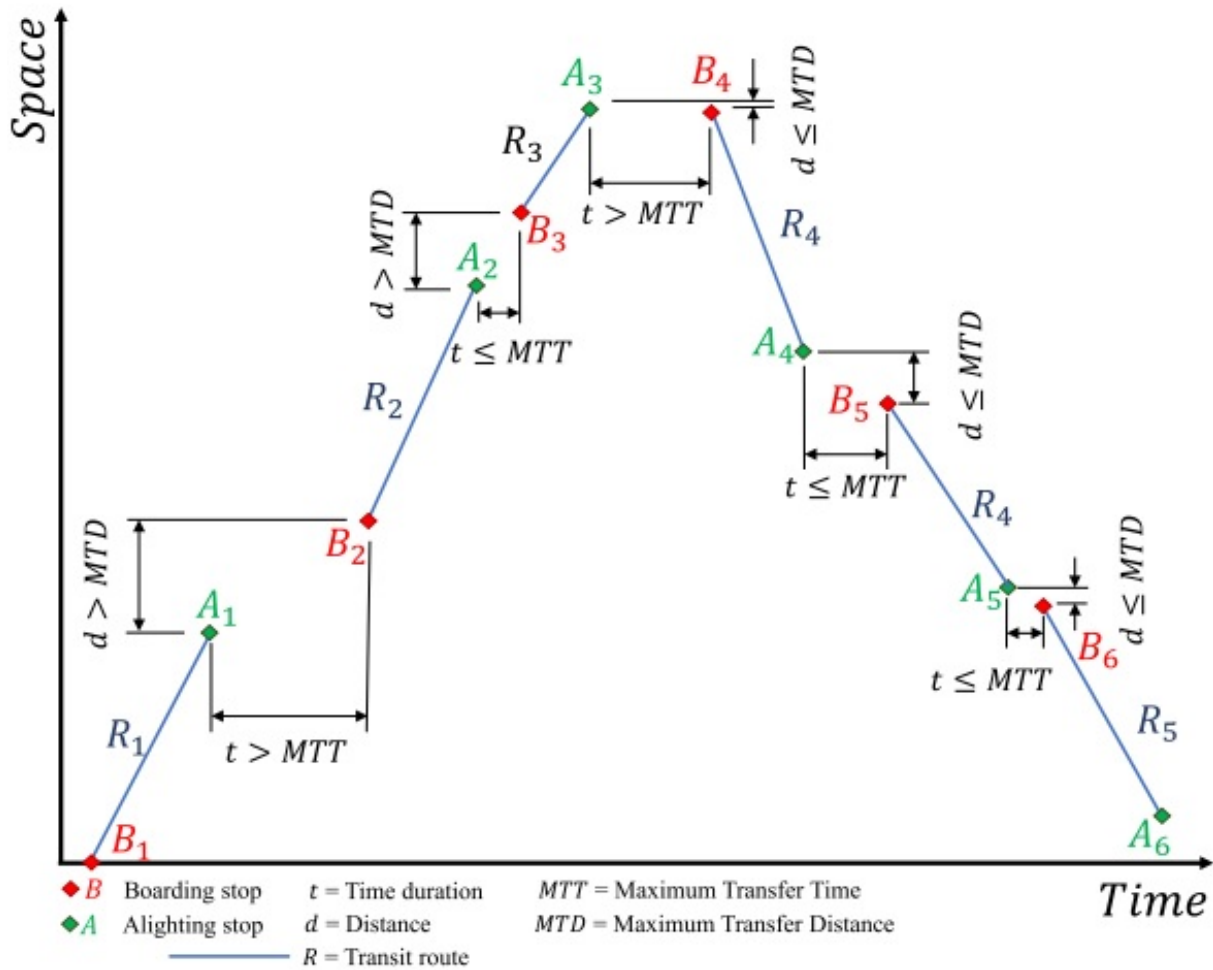 Space
A₃
B₄
d ≤ MTD
R₃
t > MTT
d > MTD
B₃
R₄
A₂
t ≤ MTT
A₄
d ≤ MTD
R₂
B₅
t ≤ MTT
R₄
d > MTD
B₂
A₁
A₅
d ≤ MTD
B₆
t ≤ MTT
R₁
t > MTT
R₅
B₁
A₆
B Boarding stop t = Time duration MTT = Maximum Transfer Time
Time
A Alighting stop d = Distance MTD = Maximum Transfer Distance
R = Transit route